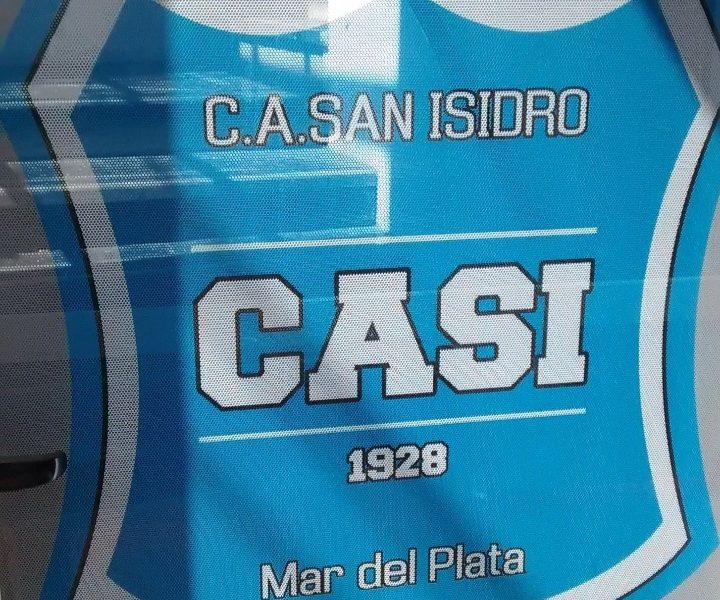 C.A.SAN ISIDRO
CASI
1928
Mar del Plata